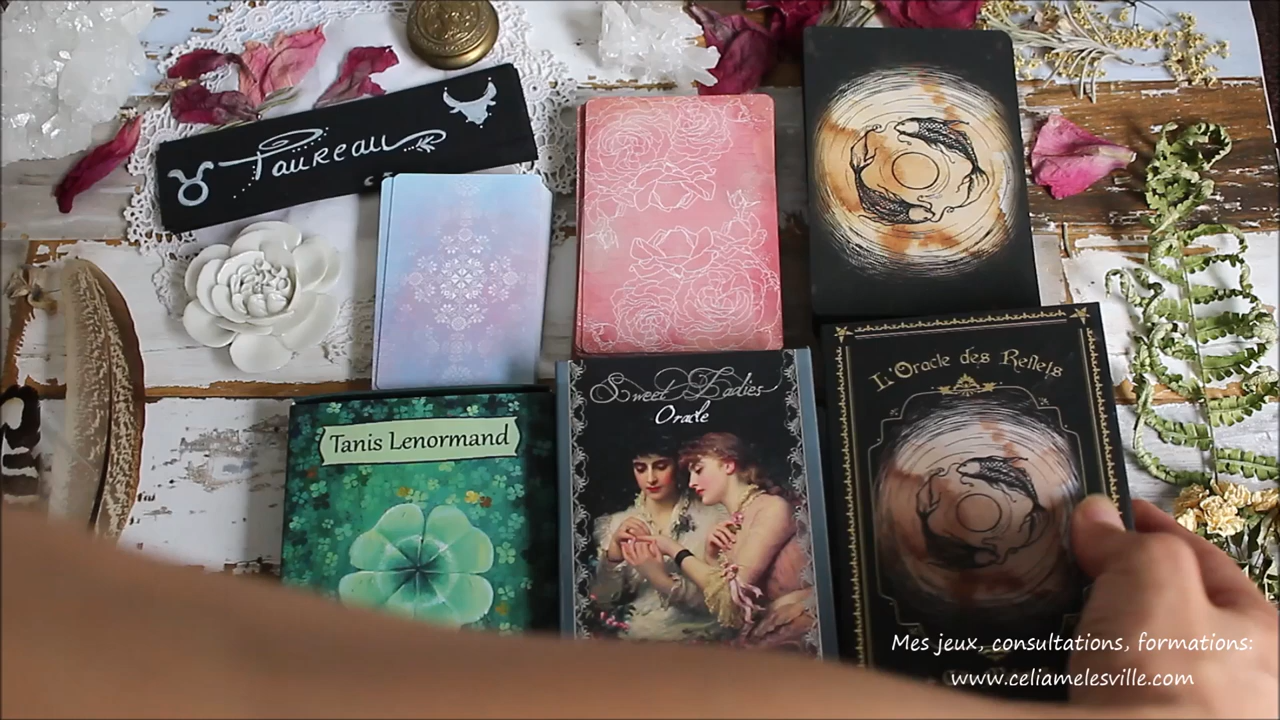 Taureau
Tanis Lenormand
Sweet Ladies
Oracle
L'Oracle des Reflets
Mes jeux, consultations, formations:
www.celiamelesville.com